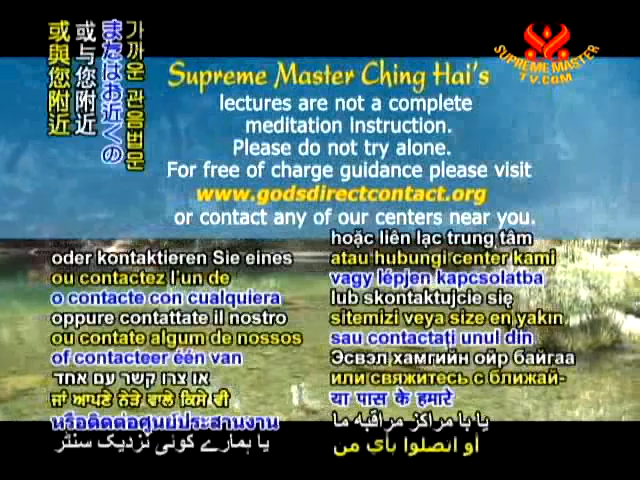 가까운 관음법문
またはお近くの
或与您附近
或與您附近
SUPREME MASTER
TV.COM
Supreme Master Ching Hai's
lectures are not a complete
meditation instruction.
Please do not try alone.
For free of charge guidance please visit
www.godsdirectcontact.org
or contact any of our centers near you.
oder kontaktieren Sie eines
ou contactez l'un de
o contacte con cualquiera
oppure contattate il nostro
ou contate algum de nossos
of contacteer één van
או צרו קשר עם אחד
ਜਾਂ ਆਪਣੇ ਨੇੜੇ ਵਾਲੇ ਕਿਸੇ ਵੀ
หรือติดต่อศูนย์ประสานงาน
یا ہمارے کوئی نزدیک سنٹر
hoặc liên lạc trung tâm
atau hubungi center kami
vagy lépjen kapcsolatba
lub skontaktujcie się
sitemizi veya size en yakın
sau contactați unul din
Эсвэл хамгийн ойр байгаа
или свяжитесь с ближай-
या पास के हमारे
یا با مراکز مراقبه ما
أو اتصلوا بأي من